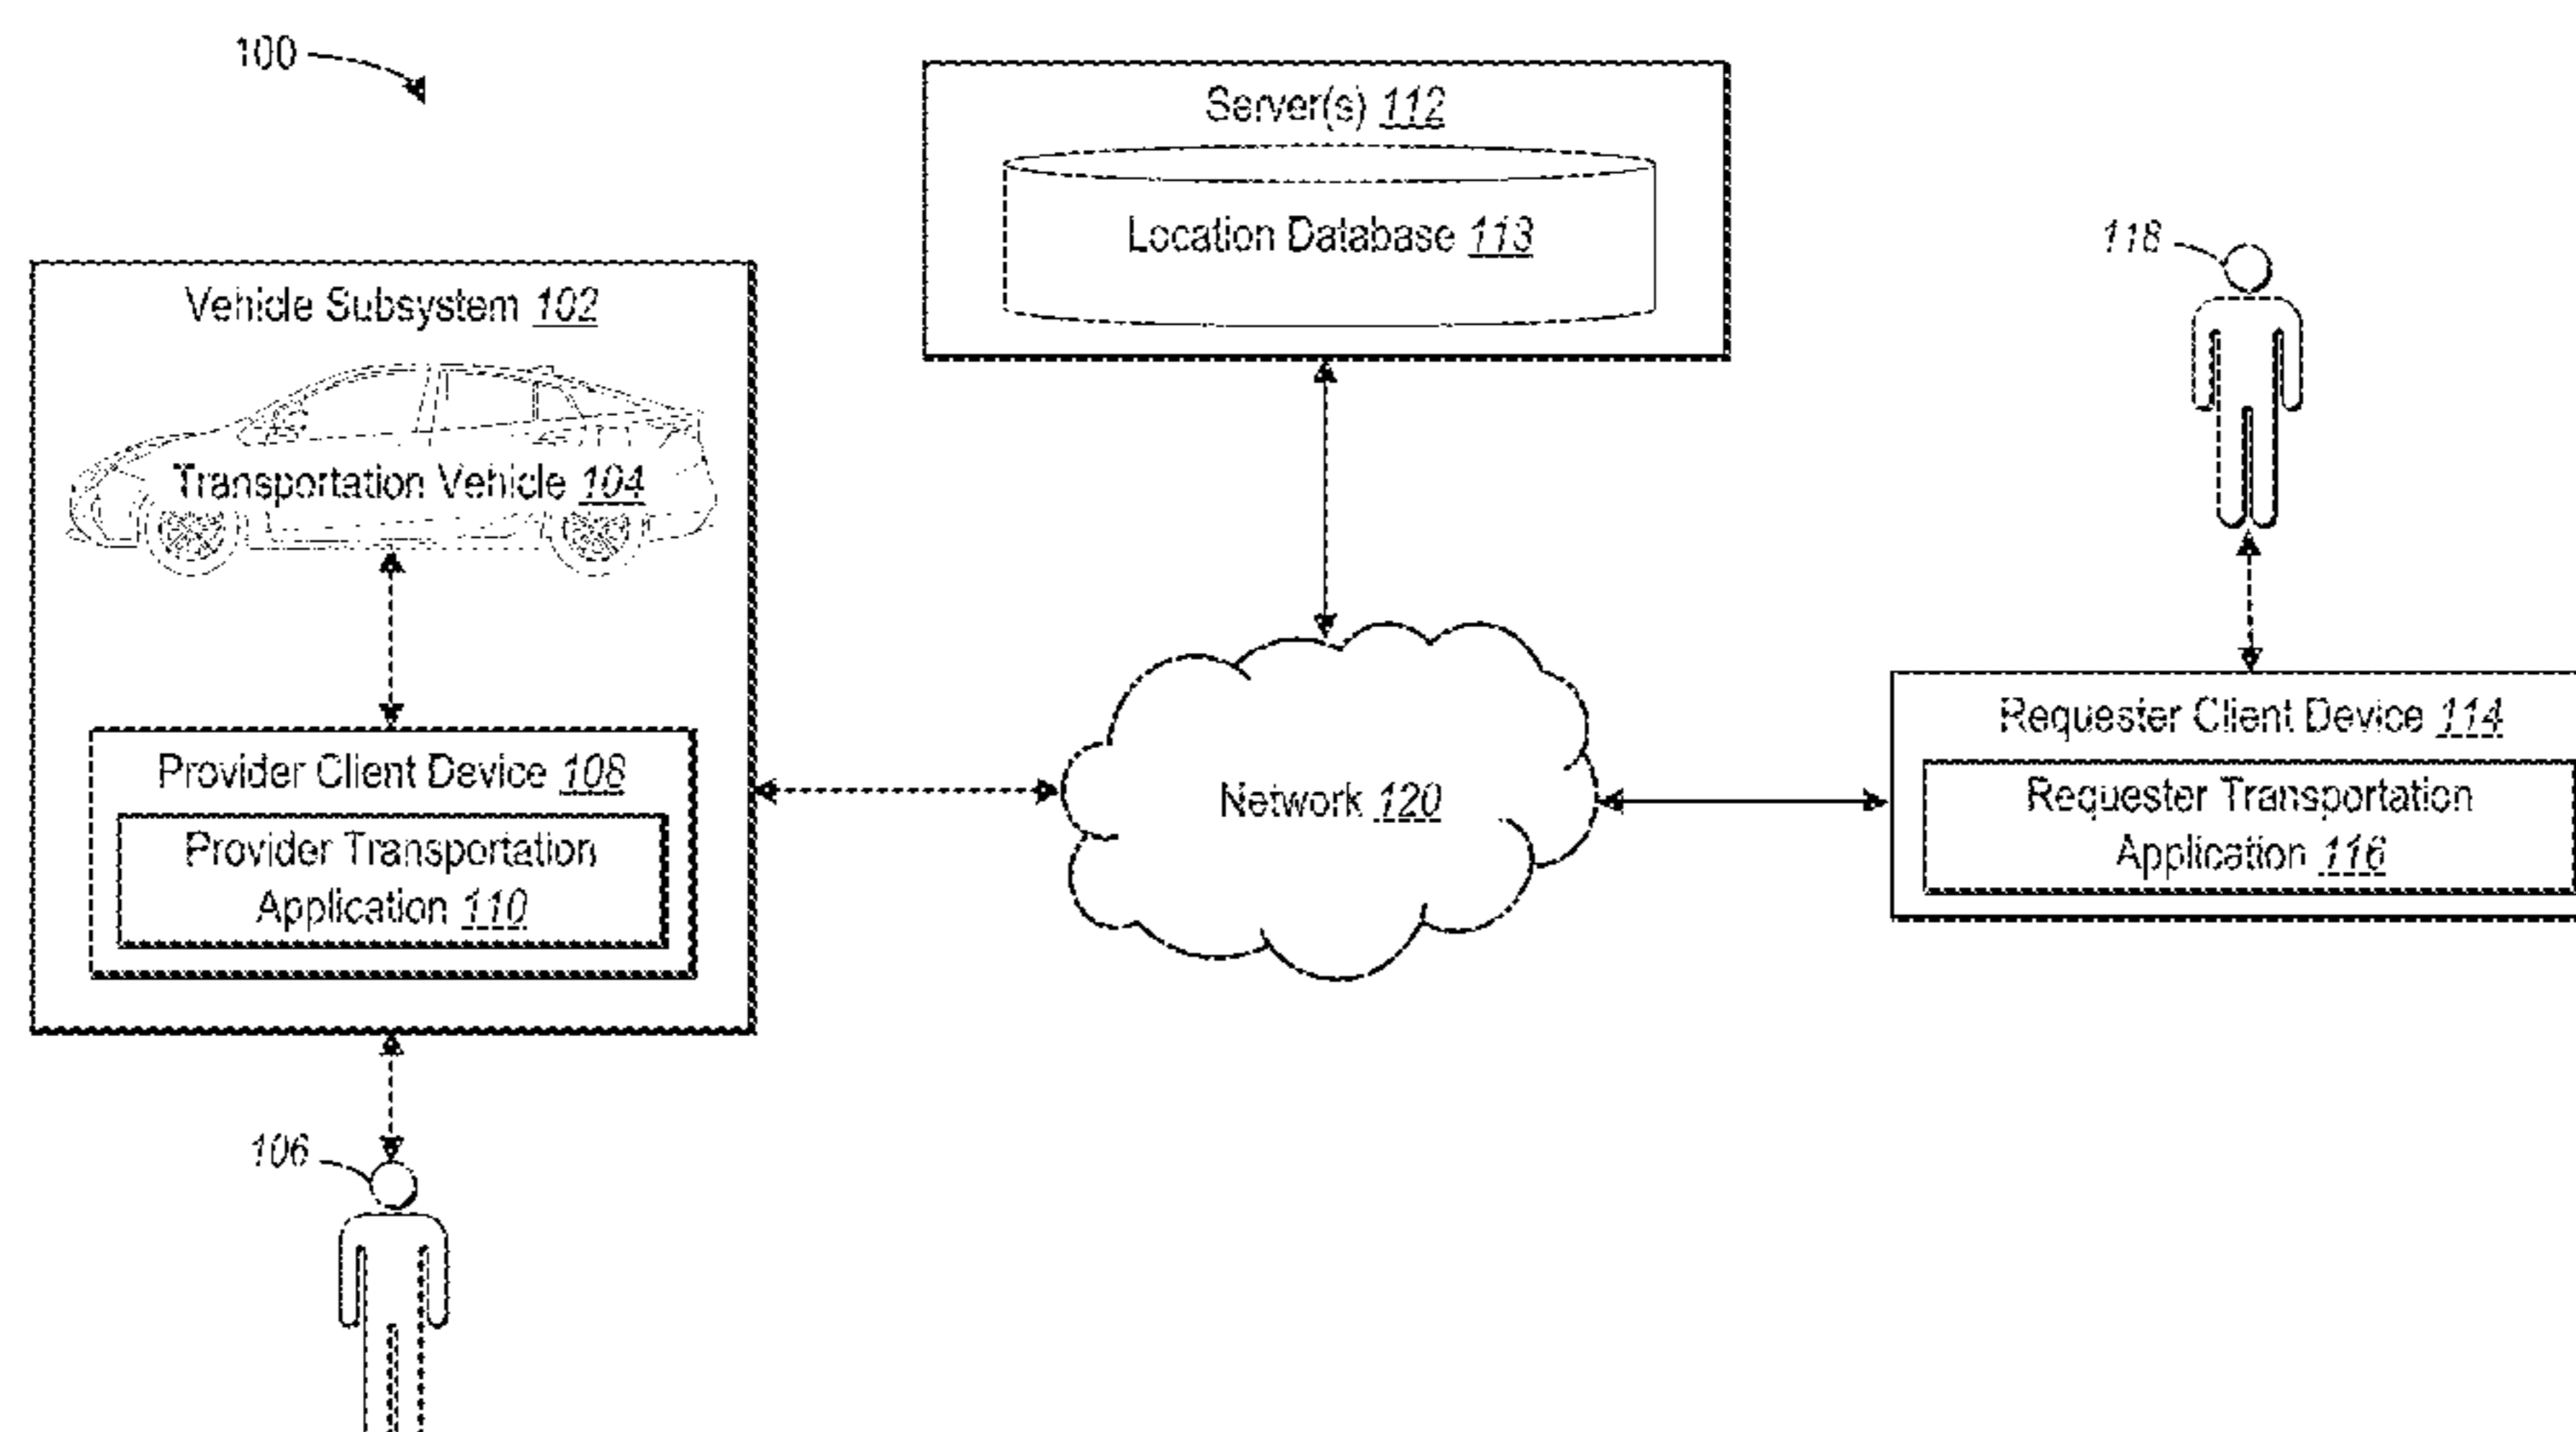 100
Server(s) 112
Location Database 113
118
Vehicle Subsystem 102
Transportation Vehicle 104
Requester Client Device 114
Requester Transportation
Application 116
Provider Client Device 108
Provider Transportation
Application 110
Network 120
106